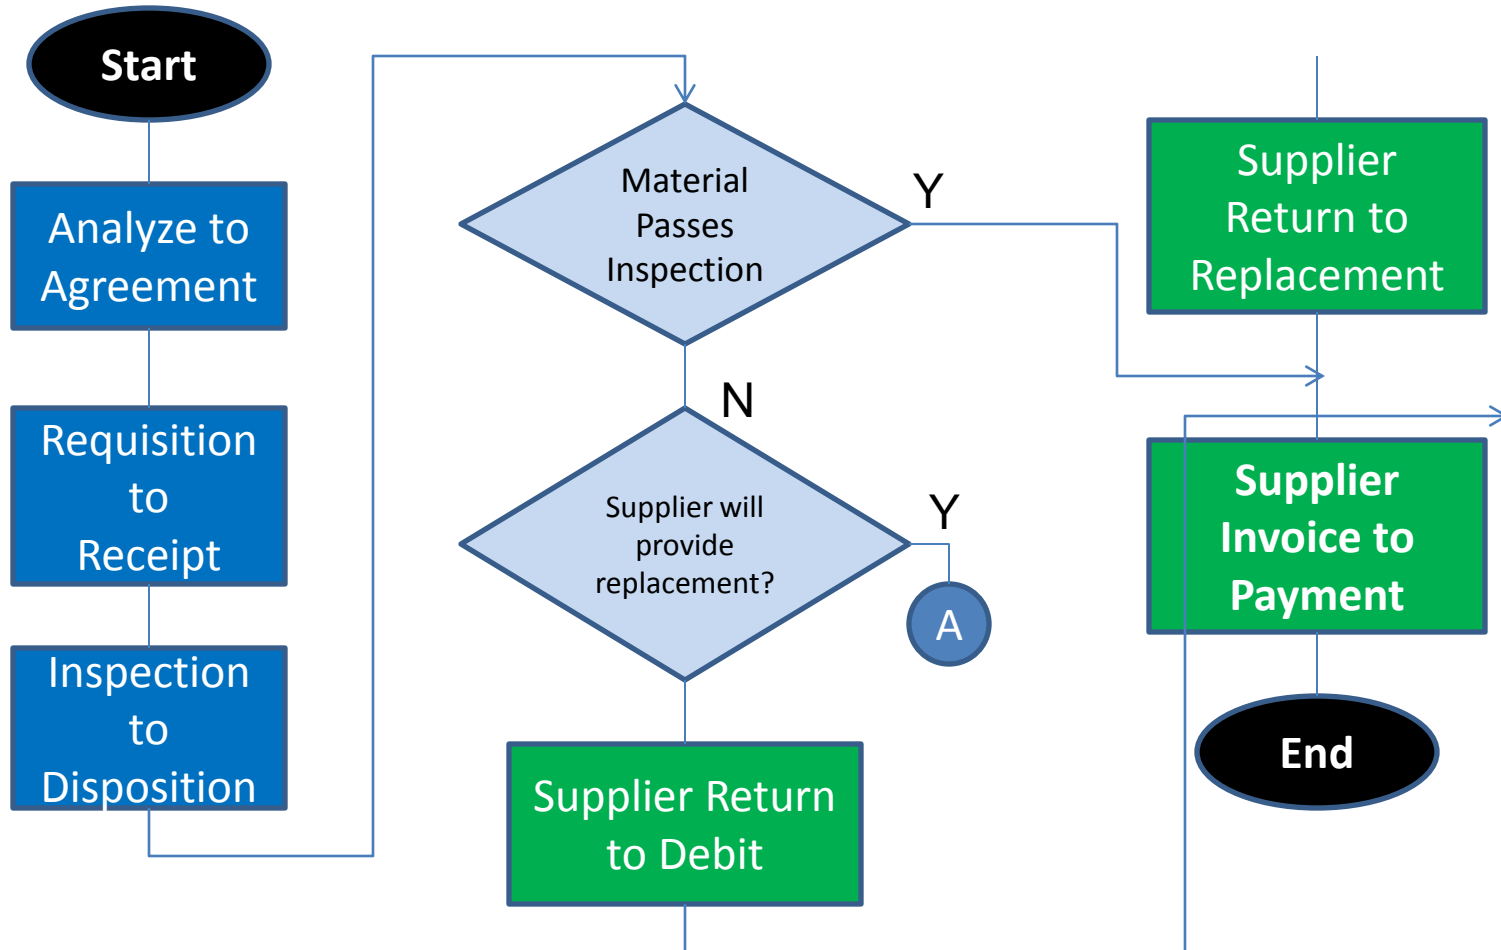 Start
Analyze to
Agreement
Requisition
to
Receipt
Inspection
to
Disposition
Material
Passes
Inspection
Y
N
Supplier will
provide
replacement?
Y
A
Supplier Return
to Debit
Supplier
Return to
Replacement
Supplier
Invoice to
Payment
End